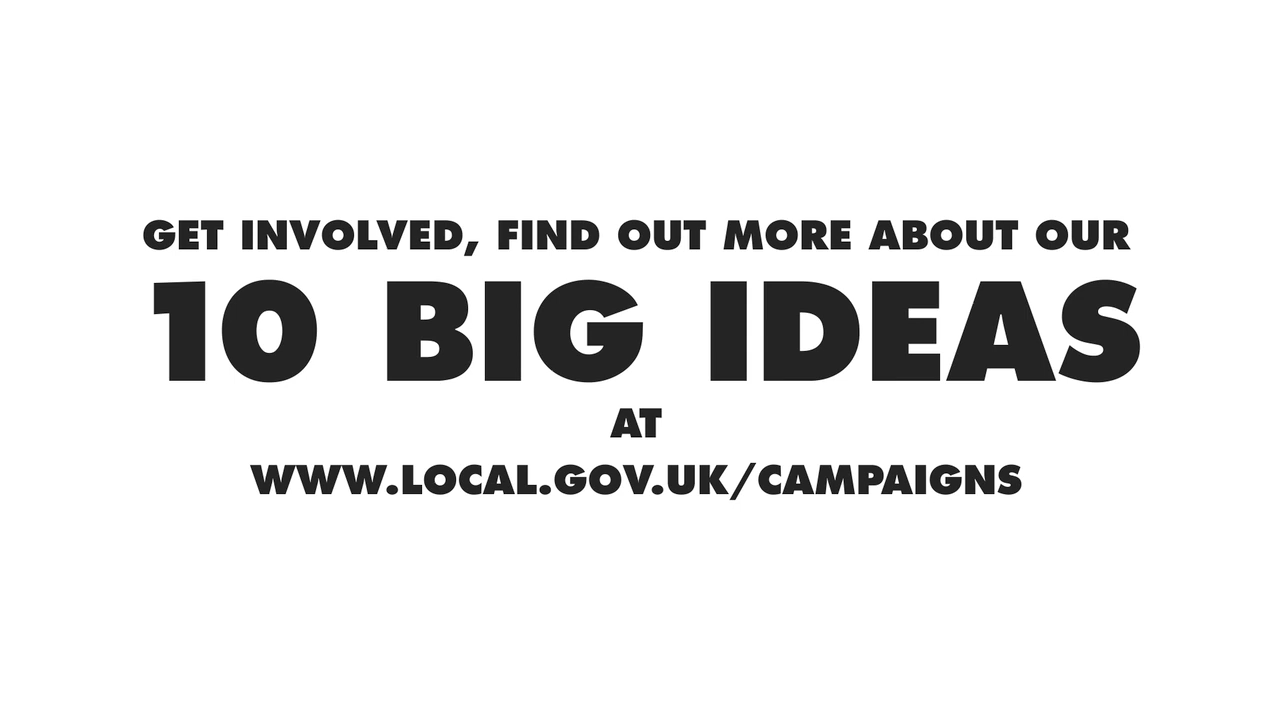 GET INVOLVED, FIND OUT MORE ABOUT OUR
10 BIG IDEAS
AT
WWW.LOCAL.GOV.UK/CAMPAIGNS